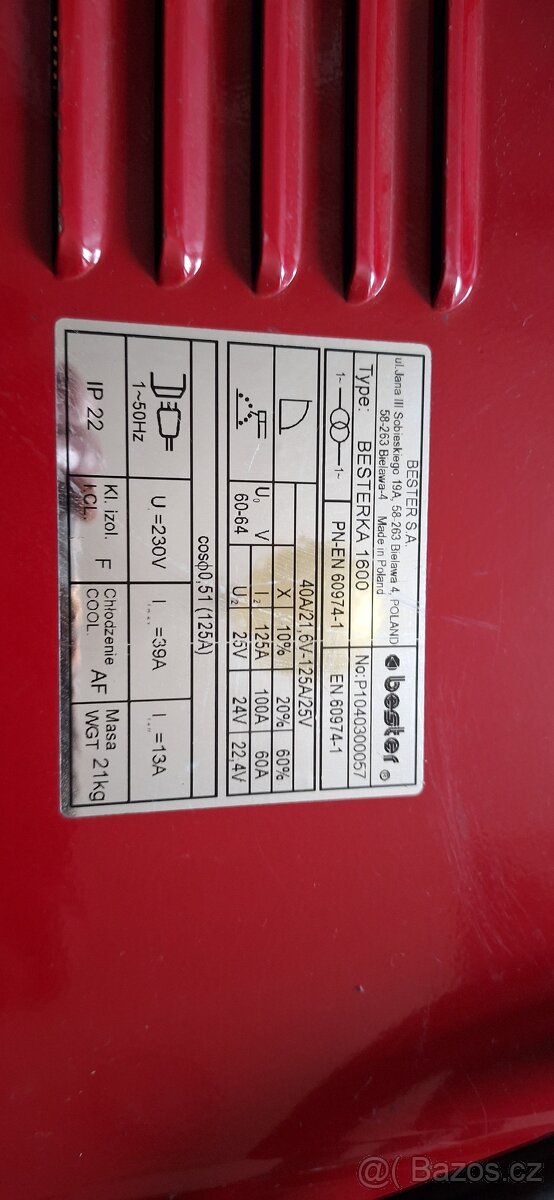 BESTER S.A.
ul.Jana III Sobieskiego 19A, 58-263 Bielawa 4, POLAND
58-263 Bielawa-4 Made in Poland
bester ®
Type: BESTERKA 1600 No:P1040300057
1~ 1~ PN-EN 60974-1 EN 60974-1
40A/21,6V-125A/25V
X 10% 20% 60%
U₀ V I₂ 125A 100A 60A
60-64 U₂ 25V 24V 22,4V
cosϕ0,51(125A)
1~50Hz U₁=230V =39A =13A
IP 22 Kl. izol. F Chłodzenie AF Masa 21kg
I.CL. COOL. WGT
@( Bazos.cz